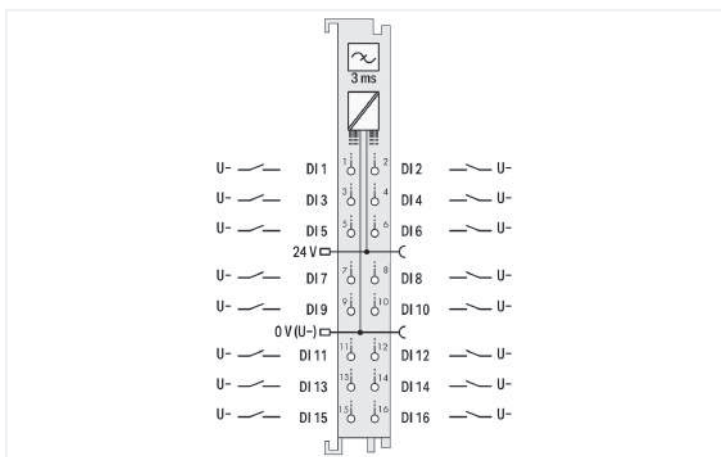 3 ms
U- DI 1 1 2 DI 2 U-
U- DI 3 3 4 DI 4 U-
U- DI 5 5 6 DI 6 U-
24 V
U- DI 7 7 8 DI 8 U-
U- DI 9 9 10 DI 10 U-
0 V (U-)
U- DI 11 11 12 DI 12 U-
U- DI 13 13 14 DI 14 U-
U- DI 15 15 16 DI 16 U-